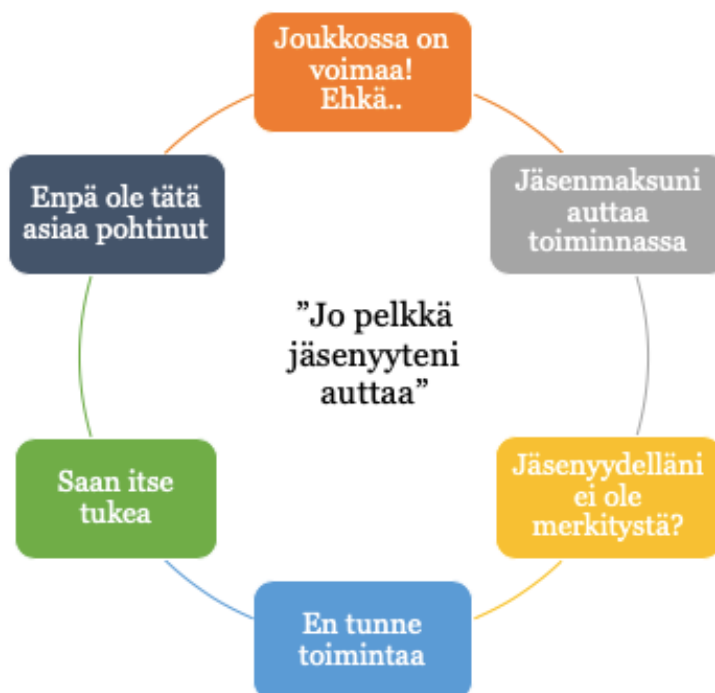 Joukkossa on
voimaa!
Ehkä..
Jäsenmaksuni
auttaa
toiminnassa
Jäsenyydelläni
ei ole
merkitystä?
En tunne
toimintaa
Saan itse
tukea
Enpä ole tätä
asiaa pohtinut
”Jo pelkkä
jäsenyyteni
auttaa”